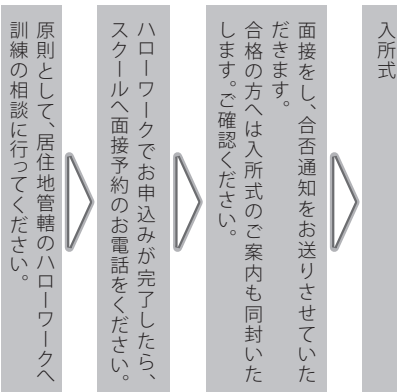 原則として、居住地管轄のハローワークへ
訓練の相談に行ってください。
ハローワークでお申込みが完了したら、
スクールへ面接予約のお電話をください。
面接をし、合否通知をお送りさせていた
だきます。
合格の方へは入所式のご案内も同封いた
します。ご確認ください。
入所式